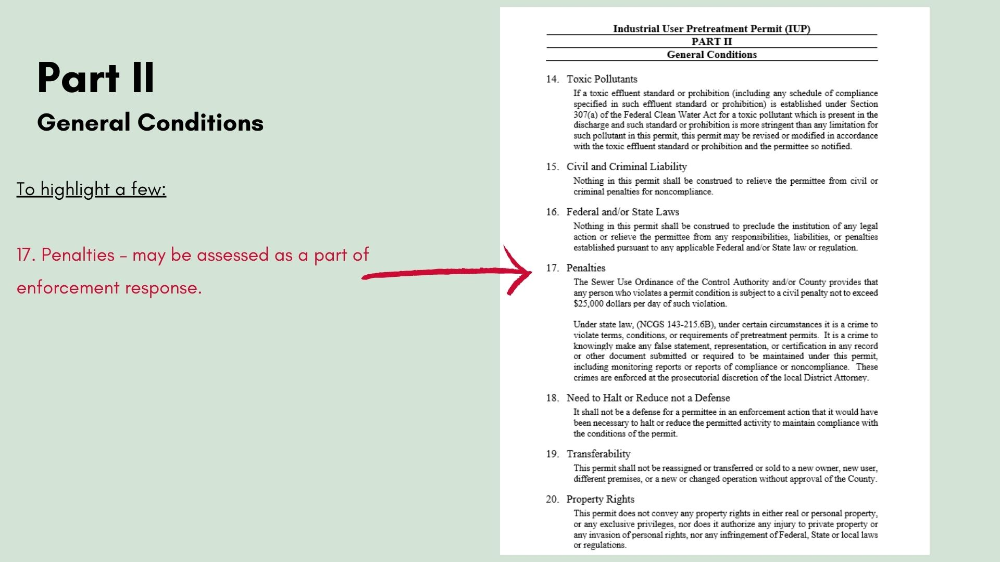 Part II
General Conditions
To highlight a few:
17. Penalties – may be assessed as a part of
enforcement response.
Industrial User Pretreatment Permit (IUP)
PART II
General Conditions
14. Toxic Pollutants
If a toxic effluent standard or prohibition (including any schedule of compliance
specified in such effluent standard or prohibition) is established under Section
307(a) of the Federal Clean Water Act for a toxic pollutant which is present in the
discharge and such standard or prohibition is more stringent than any limitation for
such pollutant in this permit, this permit may be revised or modified in accordance
with the toxic effluent standard or prohibition and the permittee so notified.
15. Civil and Criminal Liability
Nothing in this permit shall be construed to relieve the permittee from civil or
criminal penalties for noncompliance.
16. Federal and/or State Laws
Nothing in this permit shall be construed to preclude the institution of any legal
action or relieve the permittee from any responsibilities, liabilities, or penalties
established pursuant to any applicable Federal and/or State law or regulation.
17. Penalties
The Sewer Use Ordinance of the Control Authority and/or County provides that
any person who violates a permit condition is subject to a civil penalty not to exceed
$25,000 dollars per day of such violation.
Under state law, (NCGS 143-215.6B), under certain circumstances it is a crime to
violate terms, conditions, or requirements of pretreatment permits. It is a crime to
knowingly make any false statement, representation, or certification in any record
or other document submitted or required to be maintained under this permit,
including monitoring reports or reports of compliance or noncompliance. These
crimes are enforced at the prosecutorial discretion of the local District Attorney.
18. Need to Halt or Reduce not a Defense
It shall not be a defense for a permittee in an enforcement action that it would have
been necessary to halt or reduce the permitted activity to maintain compliance with
the conditions of the permit.
19. Transferability
This permit shall not be reassigned or transferred or sold to a new owner, new user,
different premises, or a new or changed operation without approval of the County.
20. Property Rights
This permit does not convey any property rights in either real or personal property,
or any exclusive privileges, nor does it authorize any injury to private property or
any invasion of personal rights, nor any infringement of Federal, State or local laws
or regulations.